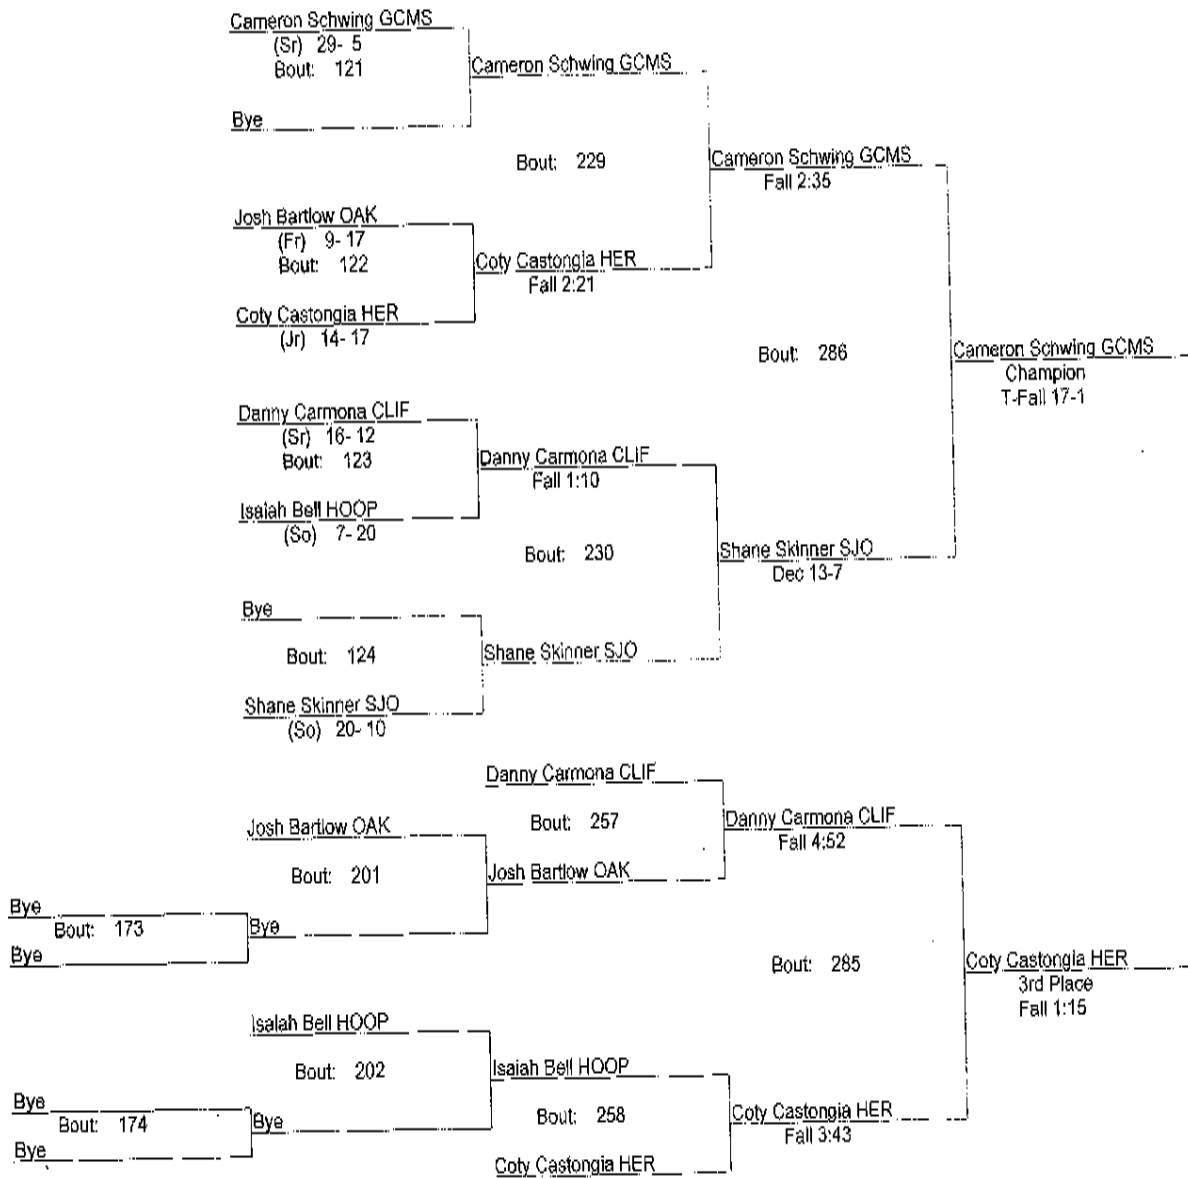 Cameron Schwing GCMS
(Sr) 29- 5
Bout: 121
Cameron Schwing GCMS
Bye
Bout: 229
Cameron Schwing GCMS
Fall 2:35
Josh Bartlow OAK
(Fr) 9- 17
Bout: 122
Coty Castongia HER
Fall 2:21
Coty Castongia HER
(Jr) 14- 17
Bout: 286
Cameron Schwing GCMS
Champion
T-Fall 17-1
Danny Carmona CLIF
(Sr) 16- 12
Bout: 123
Danny Carmona CLIF
Fall 1:10
Isaiah Bell HOOP
(So) 7- 20
Bout: 230
Shane Skinner SJO
Dec 13-7
Bye
Bout: 124
Shane Skinner SJO
Shane Skinner SJO
(So) 20- 10
Danny Carmona CLIF
Bout: 257
Danny Carmona CLIF
Fall 4:52
Josh Bartlow OAK
Bout: 201
Josh Bartlow OAK
Bye
Bout: 173
Bye
Bye
Bout: 285
Coty Castongia HER
3rd Place
Fall 1:15
Isaiah Bell HOOP
Bout: 202
Isaiah Bell HOOP
Bye
Bout: 174
Bye
Bye
Bout: 258
Coty Castongia HER
Fall 3:43
Coty Castongia HER